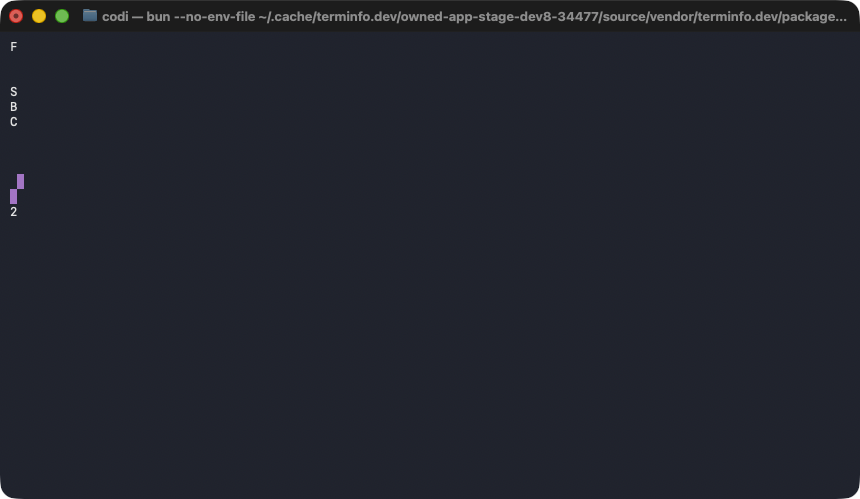 codi — bun --no-env-file ~/.cache/terminfo.dev/owned-app-stage-dev8-34477/source/vendor/terminfo.dev/package...
F
S
B
C
2